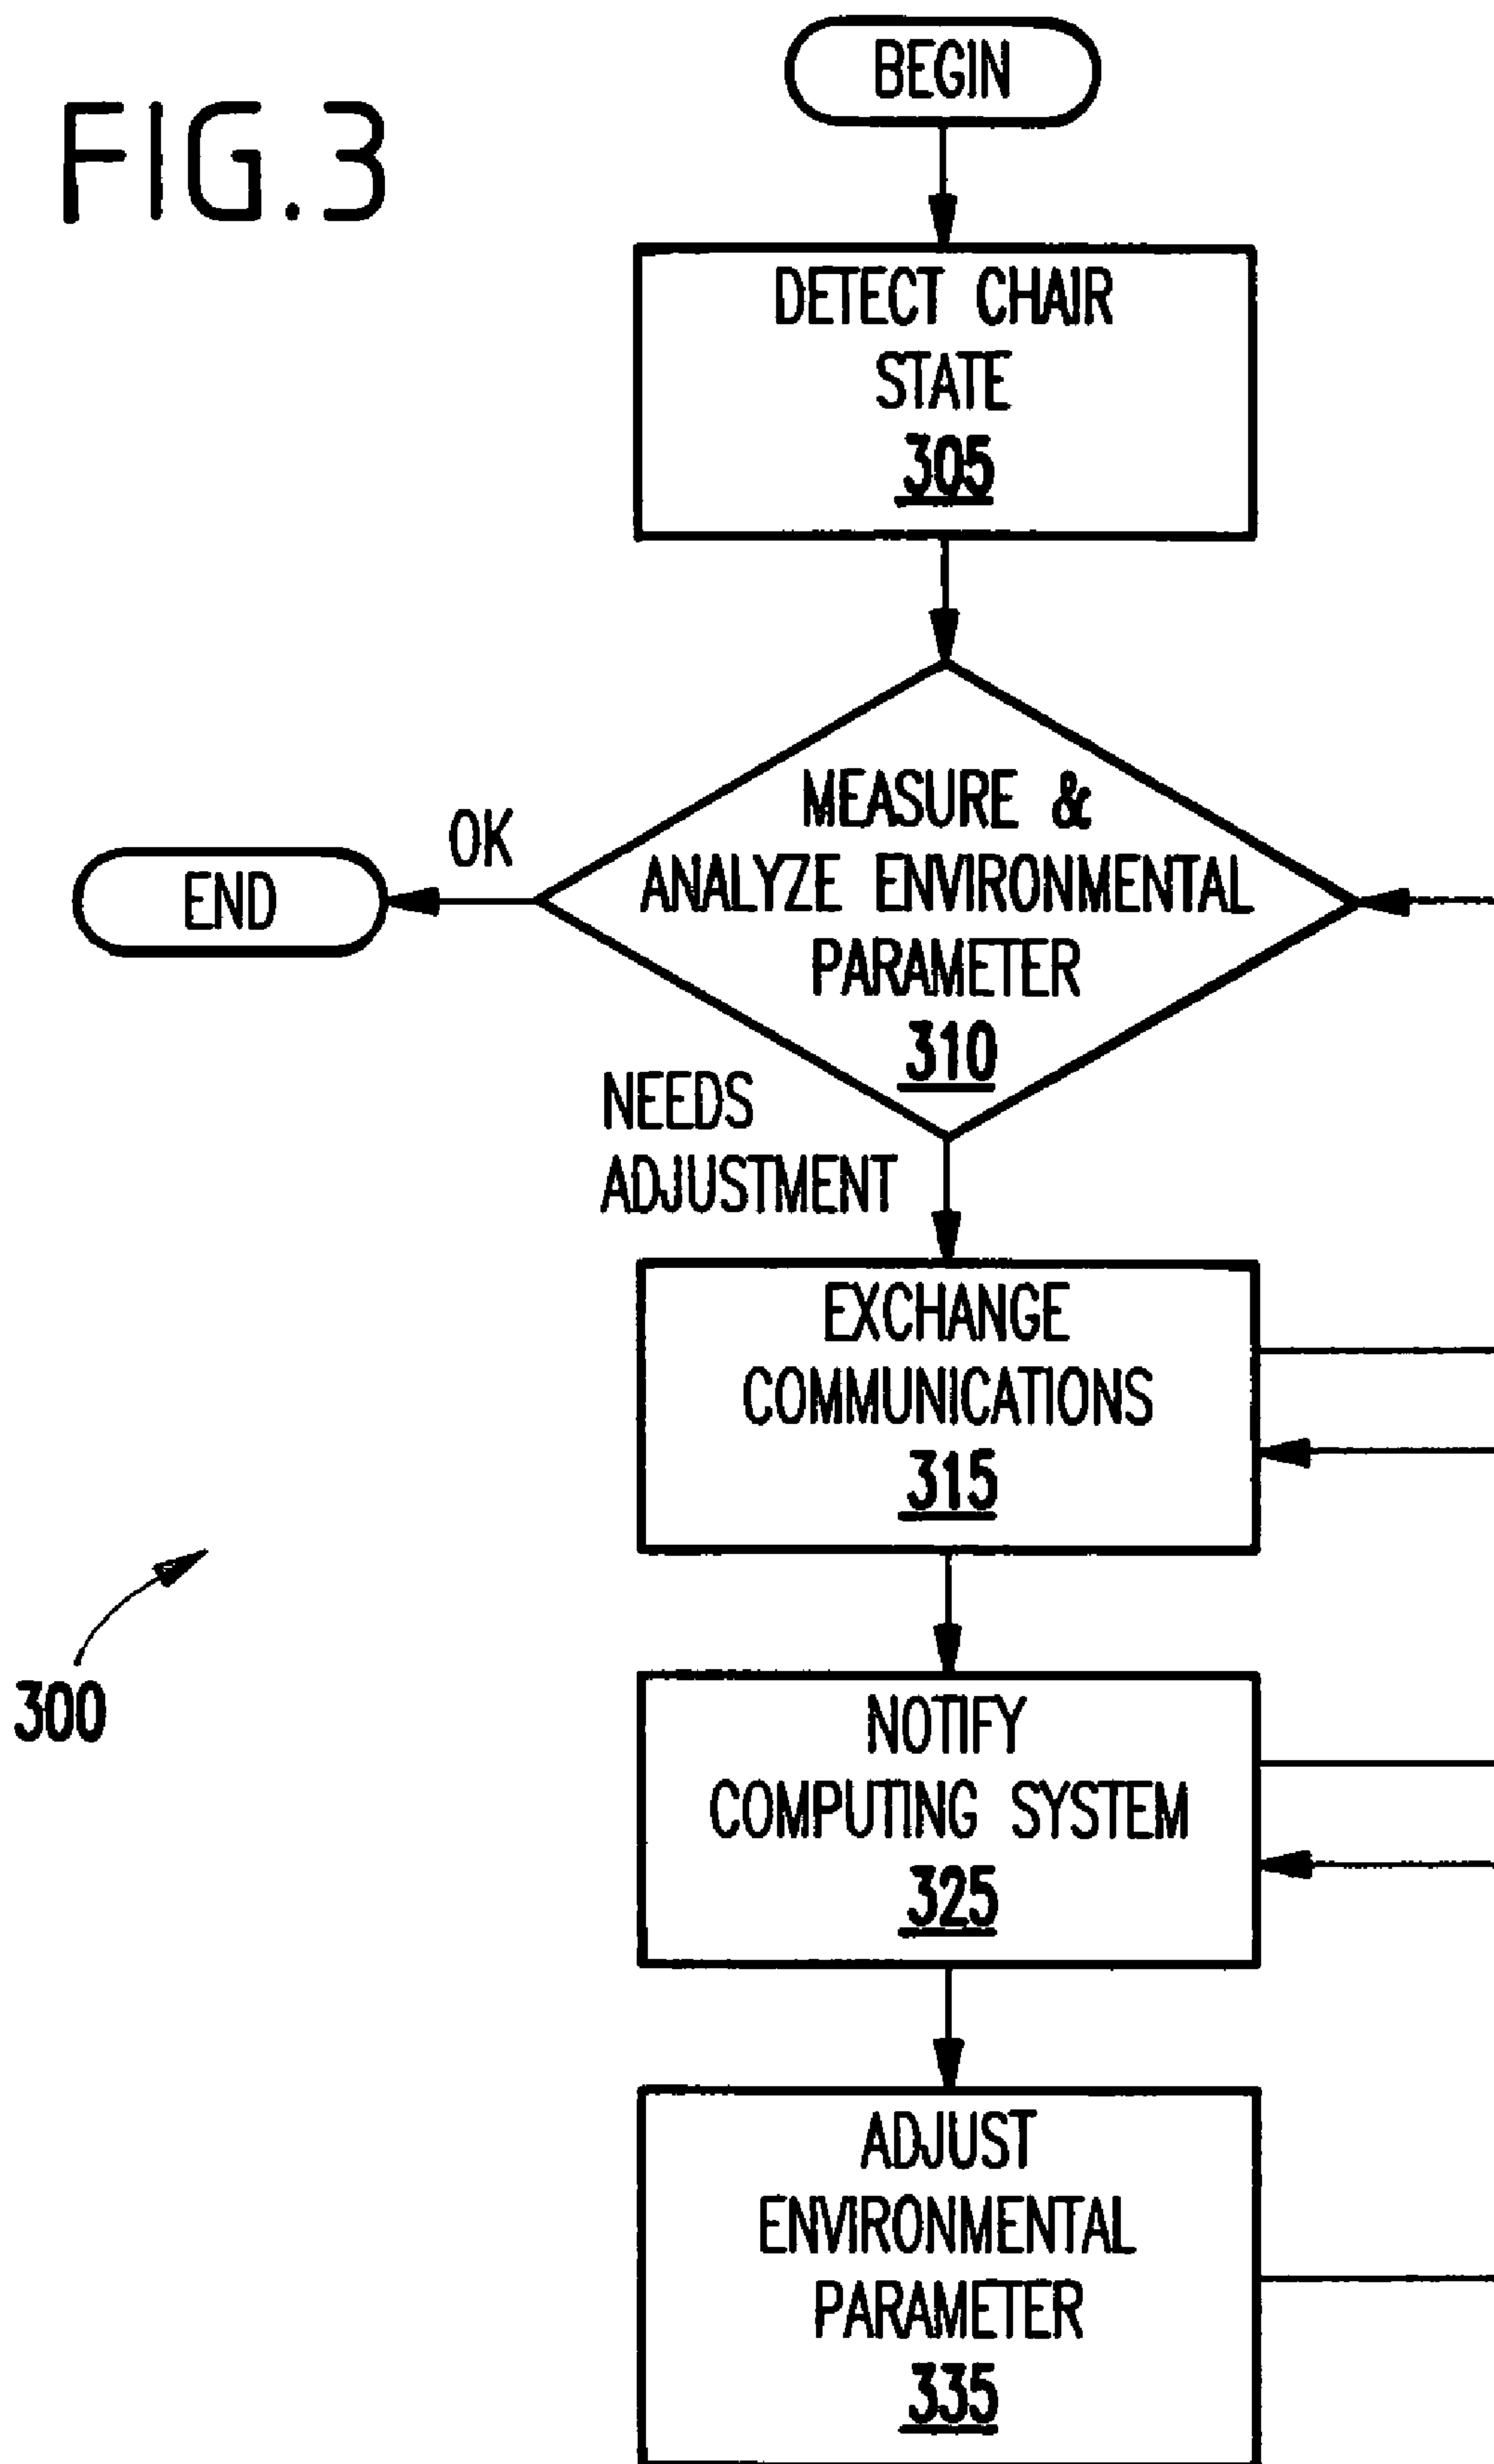 FIG.3
BEGIN
DETECT CHAIR
STATE
305
MEASURE &
ANALYZE ENVIRONMENTAL
PARAMETER
310
OK
END
NEEDS
ADJUSTMENT
EXCHANGE
COMMUNICATIONS
315
300
NOTIFY
COMPUTING SYSTEM
325
ADJUST
ENVIRONMENTAL
PARAMETER
335